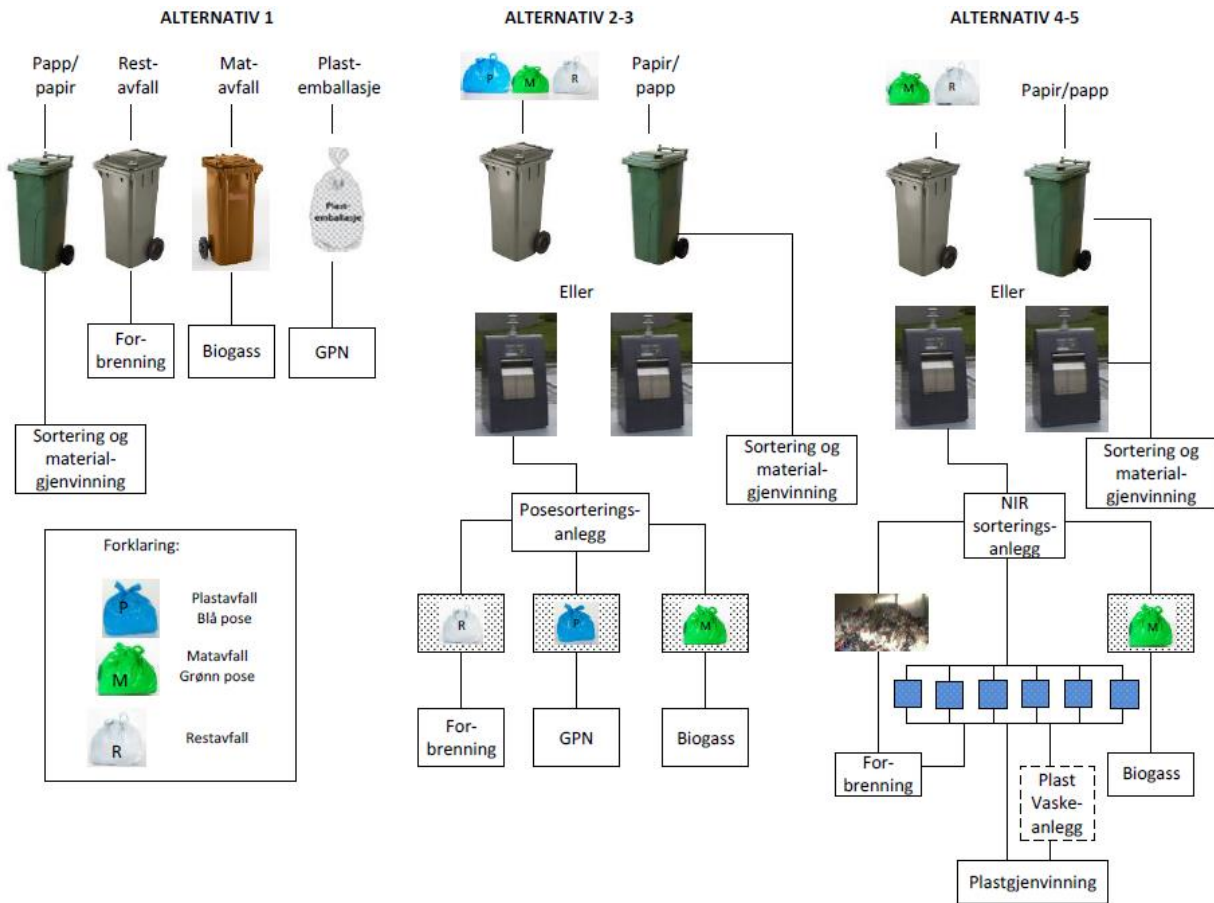 ALTERNATIV 1
Papp/
papir
Rest-
avfall
Mat-
avfall
Plast-
emballasje
Plast-
emballasje
For-
brenning
Biogass
GPN
Sortering og
material-
gjenvinning
Forklaring:
P
Plastavfall
Blå pose
M
Matavfall
Grønn pose
R
Restavfall
ALTERNATIV 2-3
P
M
R
Papir/
papp
Eller
Sortering og
material-
gjenvinning
Posesorterings-
anlegg
R
P
M
For-
brenning
GPN
Biogass
ALTERNATIV 4-5
M
R
Papir/papp
Eller
Sortering og
material-
gjenvinning
NIR
sorterings-
anlegg
M
For-
brenning
Plast
Vaske-
anlegg
Biogass
Plastgjenvinning